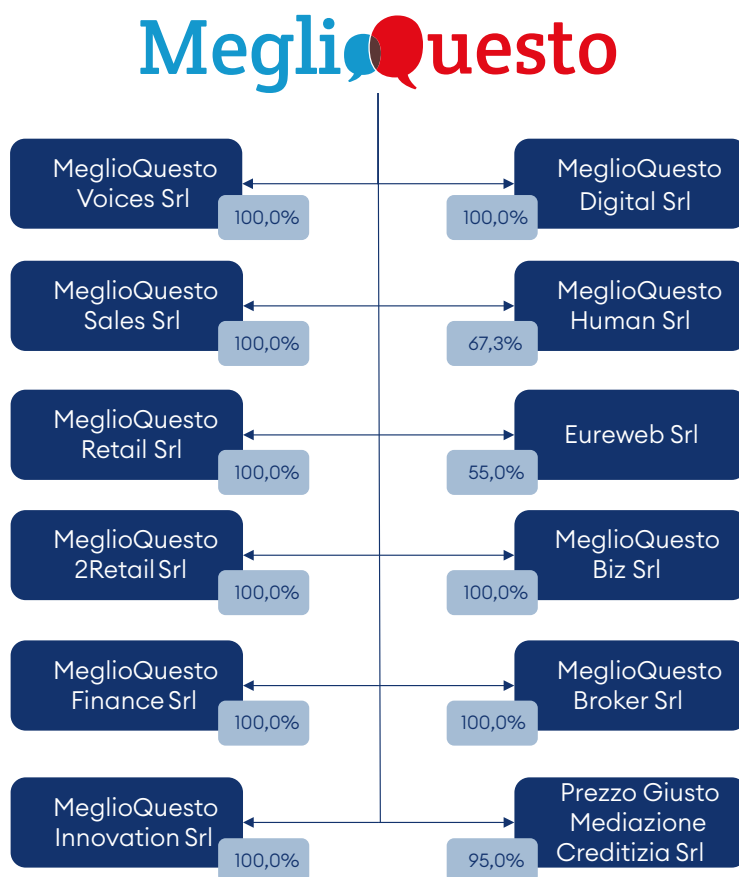 MeglioQuesto
MeglioQuesto
Voices Srl
100,0%
MeglioQuesto
Digital Srl
100,0%
MeglioQuesto
Sales Srl
100,0%
MeglioQuesto
Human Srl
67,3%
MeglioQuesto
Retail Srl
100,0%
Eureweb Srl
55,0%
MeglioQuesto
2Retail Srl
100,0%
MeglioQuesto
Biz Srl
100,0%
MeglioQuesto
Finance Srl
100,0%
MeglioQuesto
Broker Srl
100,0%
MeglioQuesto
Innovation Srl
100,0%
Prezzo Giusto
Mediazione
Creditizia Srl
95,0%